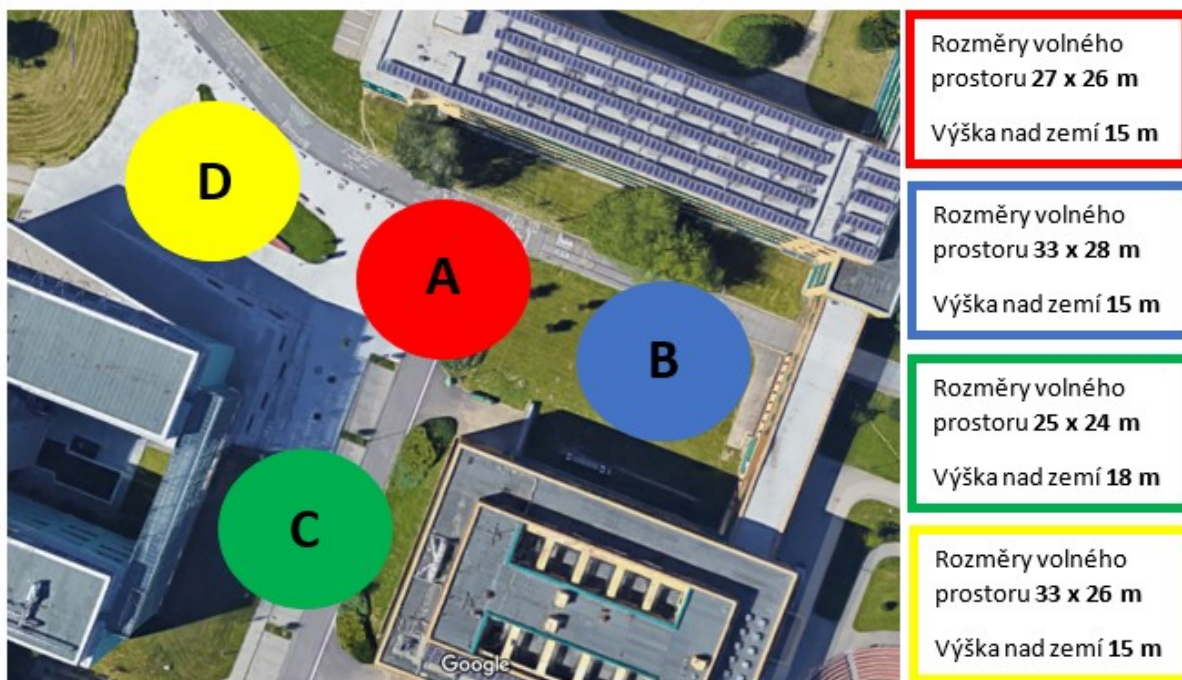 D
A
B
C
Google
Rozměry volného
prostoru 27 x 26 m
Výška nad zemí 15 m
Rozměry volného
prostoru 33 x 28 m
Výška nad zemí 15 m
Rozměry volného
prostoru 25 x 24 m
Výška nad zemí 18 m
Rozměry volného
prostoru 33 x 26 m
Výška nad zemí 15 m